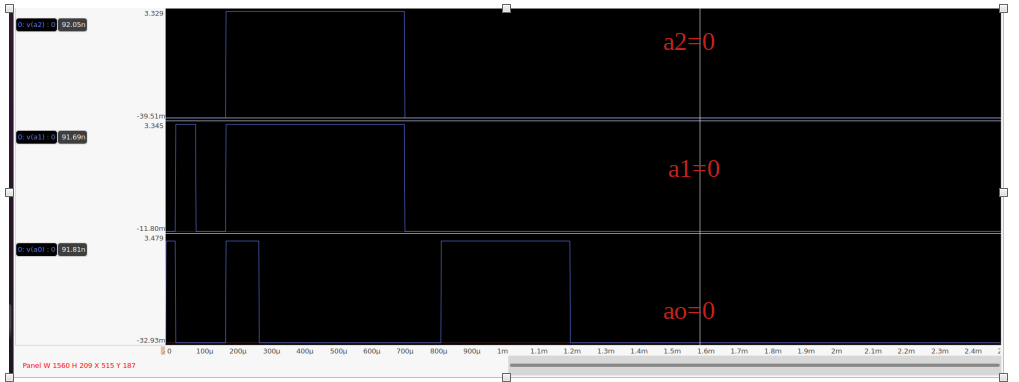 3.329
0: v(a2) : 0 92.05n
a2=0
-39.51m
3.345
0: v(a1) : 0 91.69n
a1=0
-11.80m
3.479
0: v(a0) : 0 91.81n
ao=0
-32.93m
0 100µ 200µ 300µ 400µ 500µ 600µ 700µ 800µ 900µ 1m 1.1m 1.2m 1.3m 1.4m 1.5m 1.6m 1.7m 1.8m 1.9m 2m 2.1m 2.2m 2.3m 2.4m
Panel W 1560 H 209 X 515 Y 187